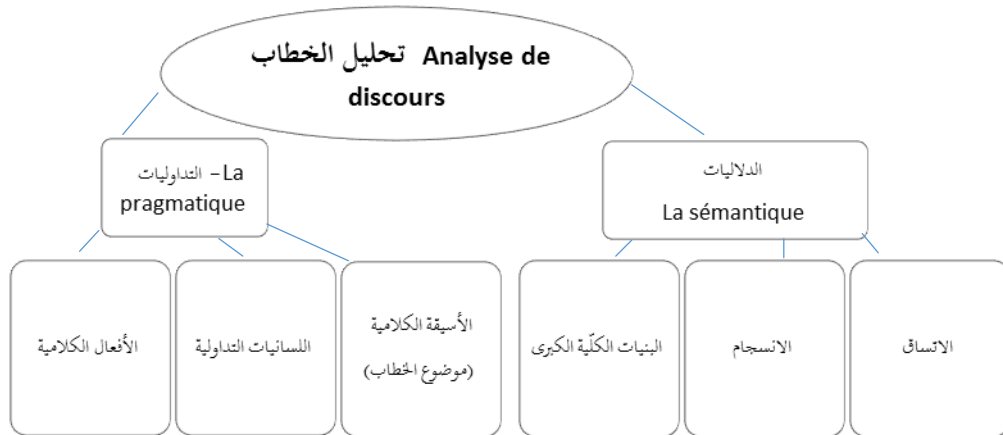 تحليل الخطاب Analyse de
discours
الدلاليات
La sémantique
التداوليات – La
pragmatique
الاتساق
الانسجام
البنيات الكلّية الكبرى
الأسيقة الكلامية
(موضوع الخطاب)
اللسانيات التداولية
الأفعال الكلامية